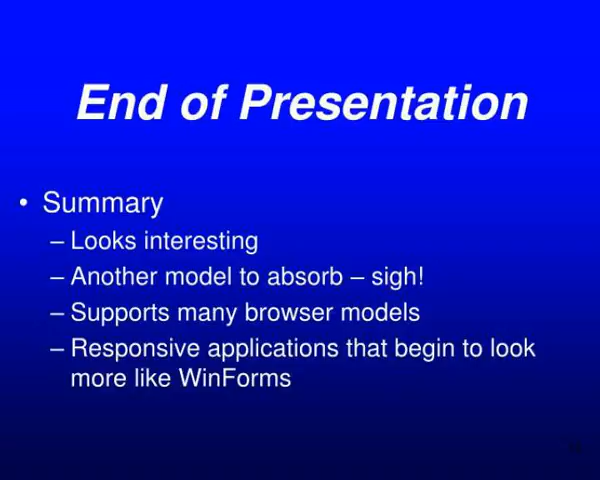 End of Presentation
• Summary
– Looks interesting
– Another model to absorb – sigh!
– Supports many browser models
– Responsive applications that begin to look
more like WinForms